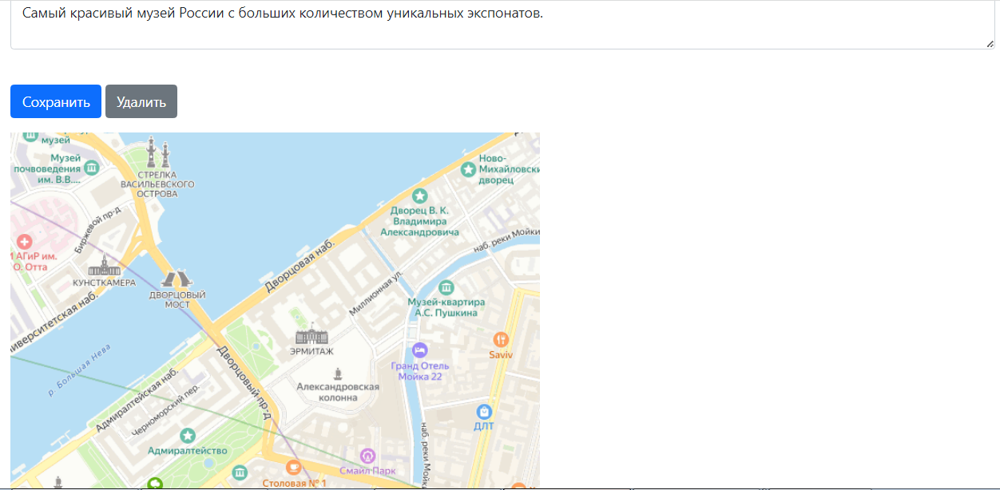 Самый красивый музей России с больших количеством уникальных экспонатов.
Сохранить
Удалить
музей
Музей
почвоведения
им. В.В....
СТРЕЛКА
ВАСИЛЬЕВСКОГО
ОСТРОВА
Ново-
Михайловски
дворец
Дворец В. К.
Владимира
Александровича
Биржевой пр-д
наб. реки Мойки
АГиР им.
О. Отта
КУНСТКАМЕРА
ДВОРЦОВЫЙ
МОСТ
Дворцовая наб.
Миллионная ул.
Музей-квартира
А.С. Пушкина
иверситетская наб.
ЭРМИТАЖ
Saviv
р. Большая Нева
Гранд Отель
Мойка 22
Дворцовый пр-д
Александровская
колонна
Адмиралтейская наб.
Черноморский пер.
ДЛТ
наб. реки Мойки
Адмиралтейство
Смайл Парк
Столовая № 1